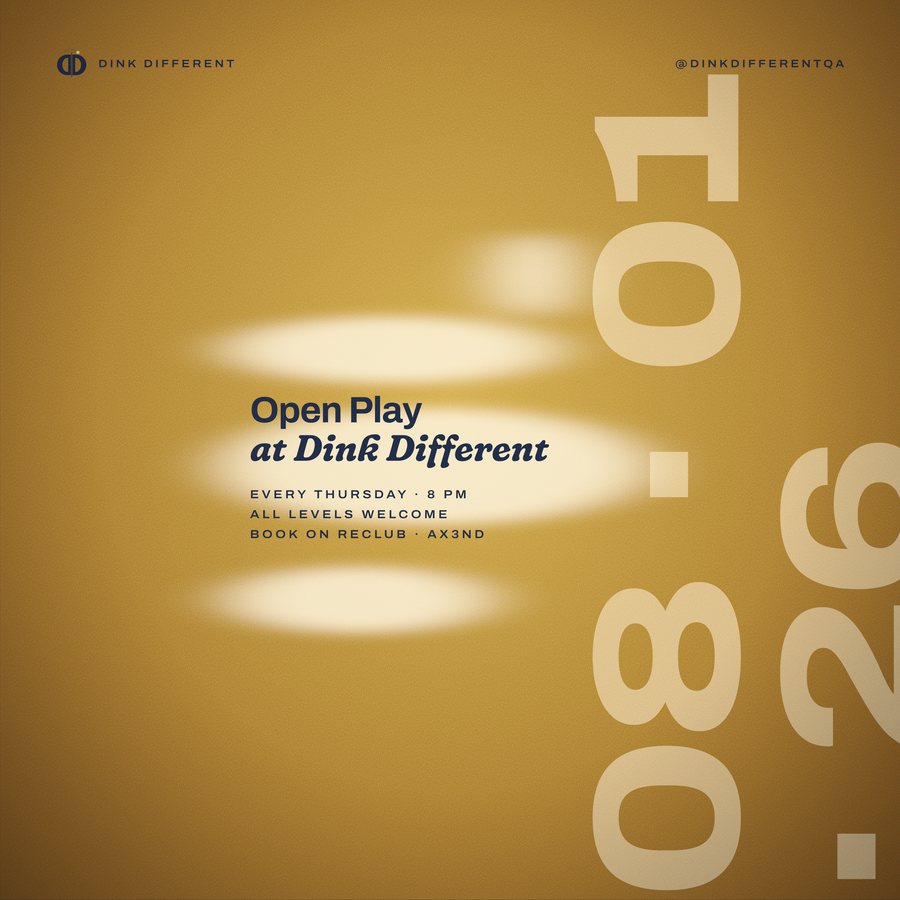 DINK DIFFERENT
@DINKDIFFERENTQA
Open Play
at Dink Different
EVERY THURSDAY · 8 PM
ALL LEVELS WELCOME
BOOK ON RECLUB · AX3ND
08.01
.26